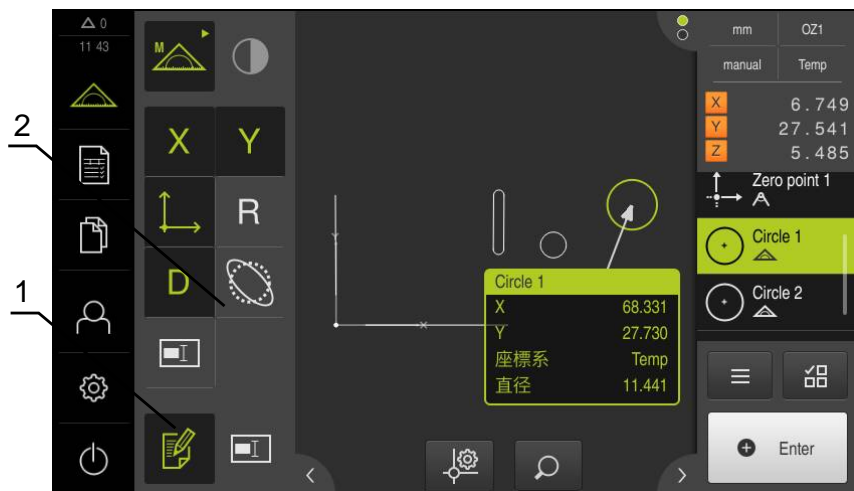 2
1
0
11 43
M
X
Y
R
D
Y
X
Circle 1
X 68.331
Y 27.730
座標系 Temp
直径 11.441
mm OZ1
manual Temp
X 6.749
Y 27.541
Z 5.485
Zero point 1
Circle 1
Circle 2
Enter